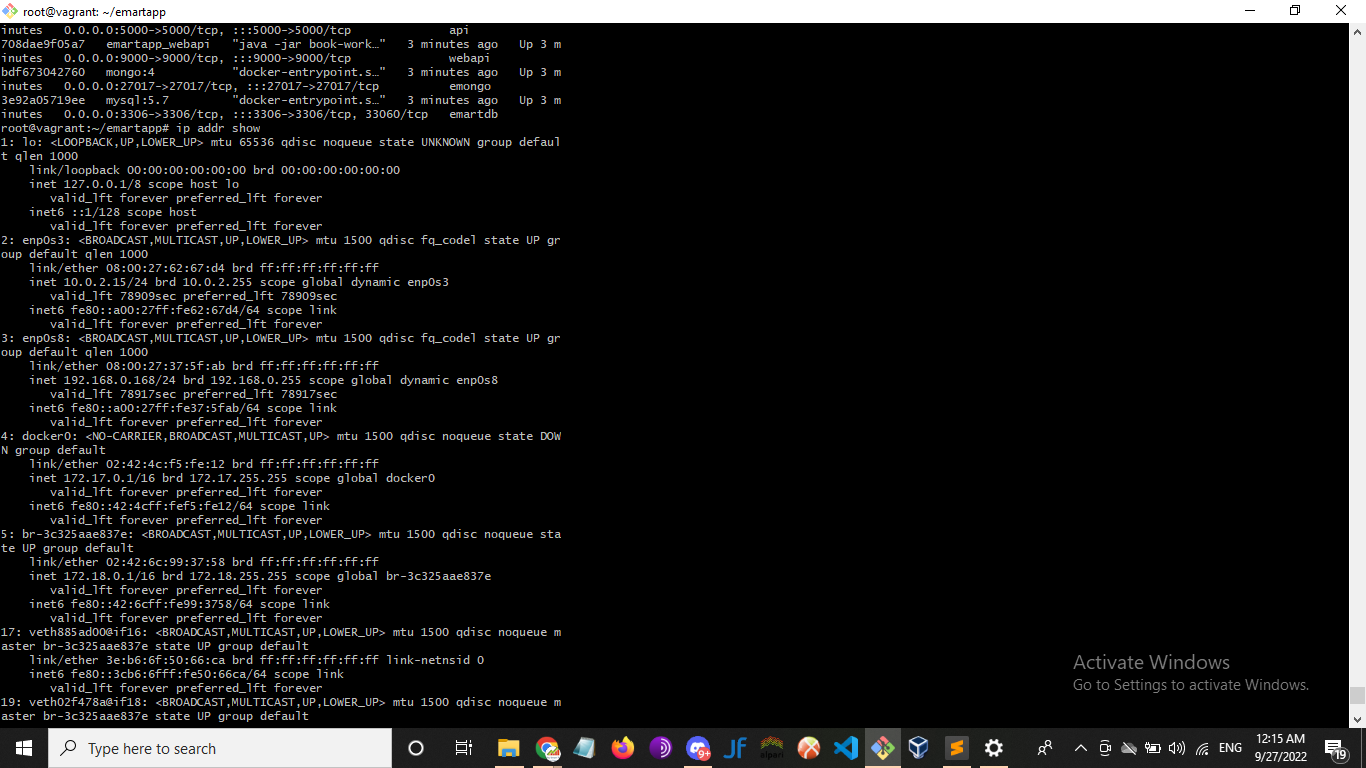 root@vagrant: ~/emartapp
inutes   0.0.0.0:5000->5000/tcp, :::5000->5000/tcp              api
708dae9f05a7   emartapp_webapi   "java -jar book-work…"   3 minutes ago   Up 3 m
inutes   0.0.0.0:9000->9000/tcp, :::9000->9000/tcp              webapi
bdf673042760   mongo:4           "docker-entrypoint.s…"   3 minutes ago   Up 3 m
inutes   0.0.0.0:27017->27017/tcp, :::27017->27017/tcp          emongo
3e92a05719ee   mysql:5.7         "docker-entrypoint.s…"   3 minutes ago   Up 3 m
inutes   0.0.0.0:3306->3306/tcp, :::3306->3306/tcp, 33060/tcp   emartdb
root@vagrant:~/emartapp# ip addr show
1: lo: <LOOPBACK,UP,LOWER_UP> mtu 65536 qdisc noqueue state UNKNOWN group defaul
t qlen 1000
    link/loopback 00:00:00:00:00:00 brd 00:00:00:00:00:00
    inet 127.0.0.1/8 scope host lo
       valid_lft forever preferred_lft forever
    inet6 ::1/128 scope host
       valid_lft forever preferred_lft forever
2: enp0s3: <BROADCAST,MULTICAST,UP,LOWER_UP> mtu 1500 qdisc fq_codel state UP gr
oup default qlen 1000
    link/ether 08:00:27:62:67:d4 brd ff:ff:ff:ff:ff:ff
    inet 10.0.2.15/24 brd 10.0.2.255 scope global dynamic enp0s3
       valid_lft 78909sec preferred_lft 78909sec
    inet6 fe80::a00:27ff:fe62:67d4/64 scope link
       valid_lft forever preferred_lft forever
3: enp0s8: <BROADCAST,MULTICAST,UP,LOWER_UP> mtu 1500 qdisc fq_codel state UP gr
oup default qlen 1000
    link/ether 08:00:27:37:5f:ab brd ff:ff:ff:ff:ff:ff
    inet 192.168.0.168/24 brd 192.168.0.255 scope global dynamic enp0s8
       valid_lft 78917sec preferred_lft 78917sec
    inet6 fe80::a00:27ff:fe37:5fab/64 scope link
       valid_lft forever preferred_lft forever
4: docker0: <NO-CARRIER,BROADCAST,MULTICAST,UP> mtu 1500 qdisc noqueue state DOW
N group default
    link/ether 02:42:4c:f5:fe:12 brd ff:ff:ff:ff:ff:ff
    inet 172.17.0.1/16 brd 172.17.255.255 scope global docker0
       valid_lft forever preferred_lft forever
    inet6 fe80::42:4cff:fef5:fe12/64 scope link
       valid_lft forever preferred_lft forever
5: br-3c325aae837e: <BROADCAST,MULTICAST,UP,LOWER_UP> mtu 1500 qdisc noqueue sta
te UP group default
    link/ether 02:42:6c:99:37:58 brd ff:ff:ff:ff:ff:ff
    inet 172.18.0.1/16 brd 172.18.255.255 scope global br-3c325aae837e
       valid_lft forever preferred_lft forever
    inet6 fe80::42:6cff:fe99:3758/64 scope link
       valid_lft forever preferred_lft forever
17: veth885ad00@if16: <BROADCAST,MULTICAST,UP,LOWER_UP> mtu 1500 qdisc noqueue m
aster br-3c325aae837e state UP group default
    link/ether 3e:b6:6f:50:66:ca brd ff:ff:ff:ff:ff:ff link-netnsid 0
    inet6 fe80::3cb6:6fff:fe50:66ca/64 scope link
       valid_lft forever preferred_lft forever
19: veth02f478a@if18: <BROADCAST,MULTICAST,UP,LOWER_UP> mtu 1500 qdisc noqueue m
aster br-3c325aae837e state UP group default
Activate Windows
Go to Settings to activate Windows.
Type here to search
JF
ENG
12:15 AM
9/27/2022
19